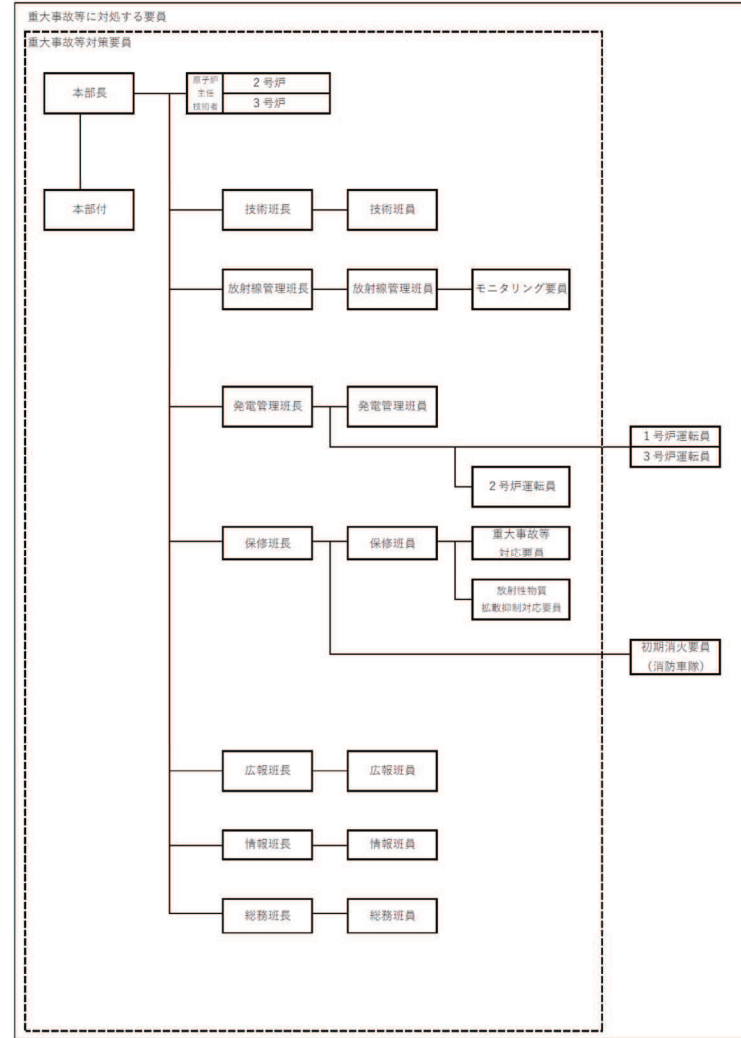 重大事故等に対処する要員
重大事故等対策要員
本部長
原子炉
主任
技術者
2号炉
3号炉
本部付
技術班長
技術班員
放射線管理班長
放射線管理班員
モニタリング要員
発電管理班長
発電管理班員
1号炉運転員
3号炉運転員
2号炉運転員
保修班長
保修班員
重大事故等
対応要員
放射性物質
拡散抑制対応要員
初期消火要員
(消防車隊)
広報班長
広報班員
情報班長
情報班員
総務班長
総務班員